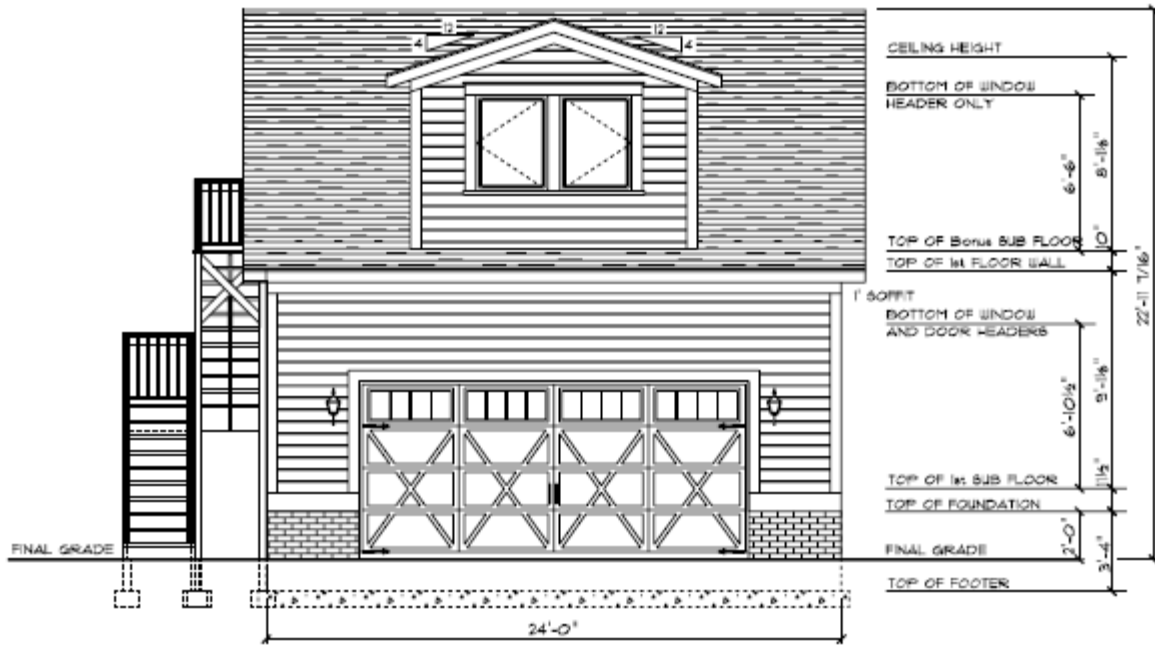 12
12
4
4
CEILING HEIGHT
BOTTOM OF WINDOW
HEADER ONLY
6'-6"
8'-1⅛"
10"
TOP OF Bonus SUB FLOOR
TOP OF 1st FLOOR WALL
22'-11 7/16"
1' SOFFIT
BOTTOM OF WINDOW
AND DOOR HEADERS
6'-10½"
9'-1⅛"
11½"
TOP OF 1st SUB FLOOR
TOP OF FOUNDATION
2'-0"
3'-4"
FINAL GRADE
FINAL GRADE
TOP OF FOOTER
24'-0"